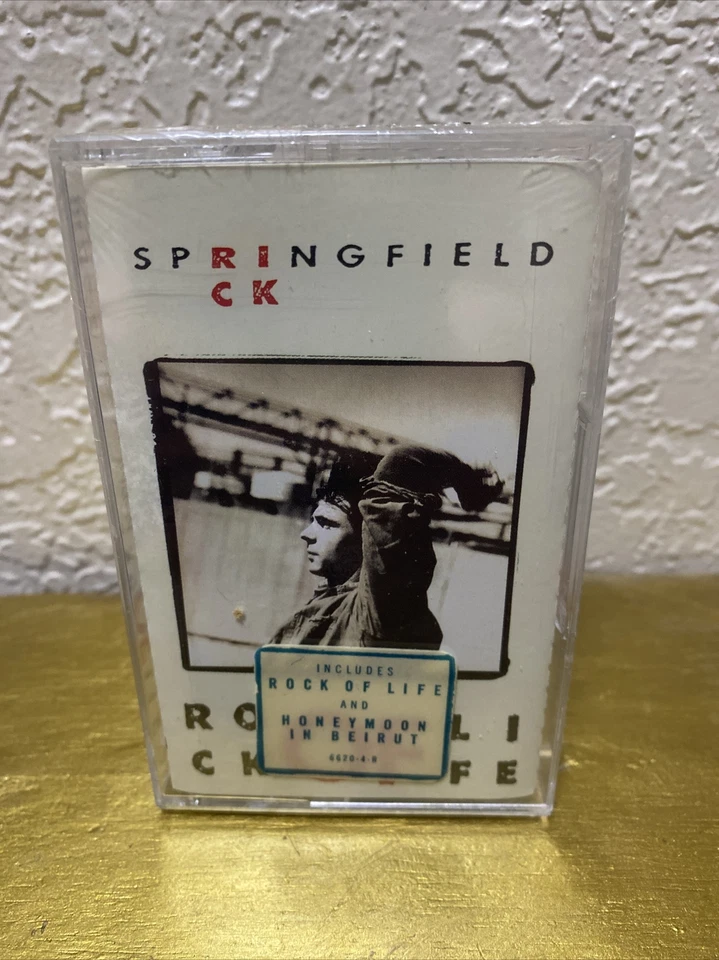 SPRINGFIELD
CK
INCLUDES
ROCK OF LIFE
AND
HONEYMOON
IN BEIRUT
6620-4-R
RO LI
CK FE